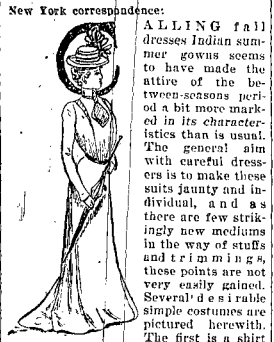 New York correspondence:
CALLING fall
dresses Indian sum-
mer gowns seems
to have made the
attire of the be-
tween-seasons peri-
od a bit more mark-
ed in its character-
istics than is usual.
The general aim
with careful dress-
ers is to make these
suits jaunty and in-
dividual, and as
there are few strik-
ingly new mediums
in the way of stuffs
and trimmings,
these points are not
very easily gained.
Several desirable
simple costumes are
pictured herewith.
The first is a shirt